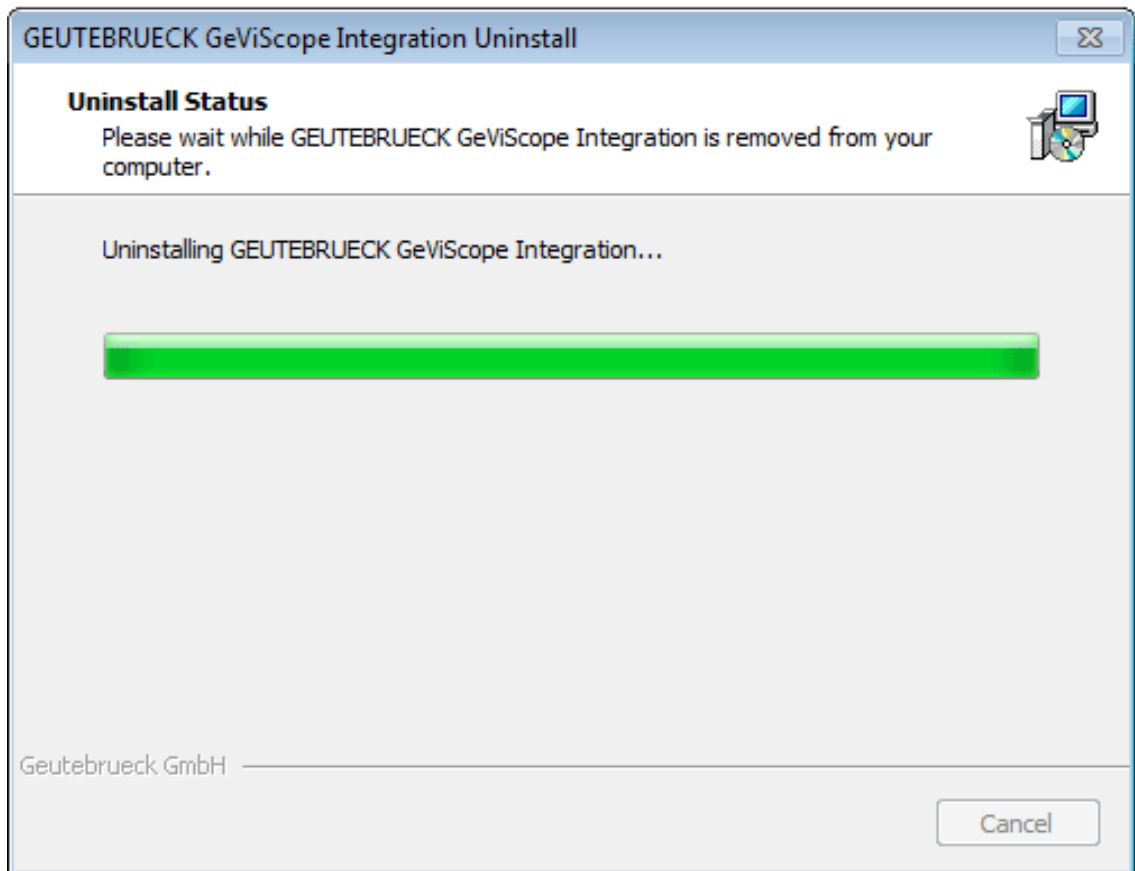 GEUTEBRUECK GeViScope Integration Uninstall
Uninstall Status
Please wait while GEUTEBRUECK GeViScope Integration is removed from your
computer.
Uninstalling GEUTEBRUECK GeViScope Integration...
Geutebrueck GmbH
Cancel